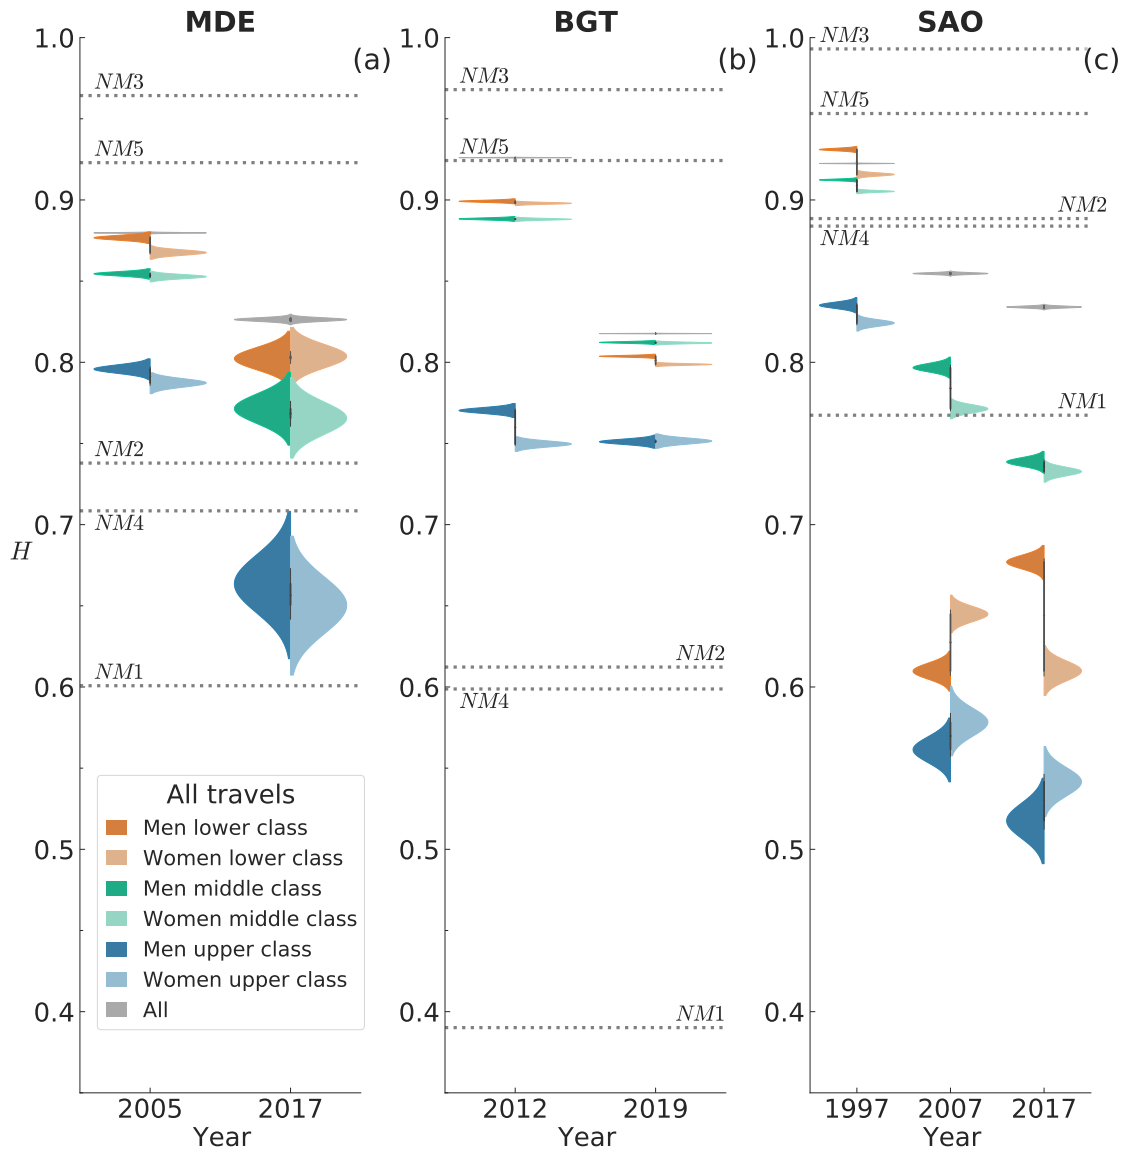 MDE
BGT
SAO
(a)
(b)
(c)
1.0
0.9
0.8
0.7
0.6
0.5
0.4
H
NM3
NM5
NM2
NM4
NM1
All travels
Men lower class
Women lower class
Men middle class
Women middle class
Men upper class
Women upper class
All
2005
2017
Year
1.0
0.9
0.8
0.7
0.6
0.5
0.4
NM3
NM5
NM2
NM4
NM1
2012
2019
Year
1.0
0.9
0.8
0.7
0.6
0.5
0.4
NM3
NM5
NM2
NM4
NM1
1997
2007
2017
Year